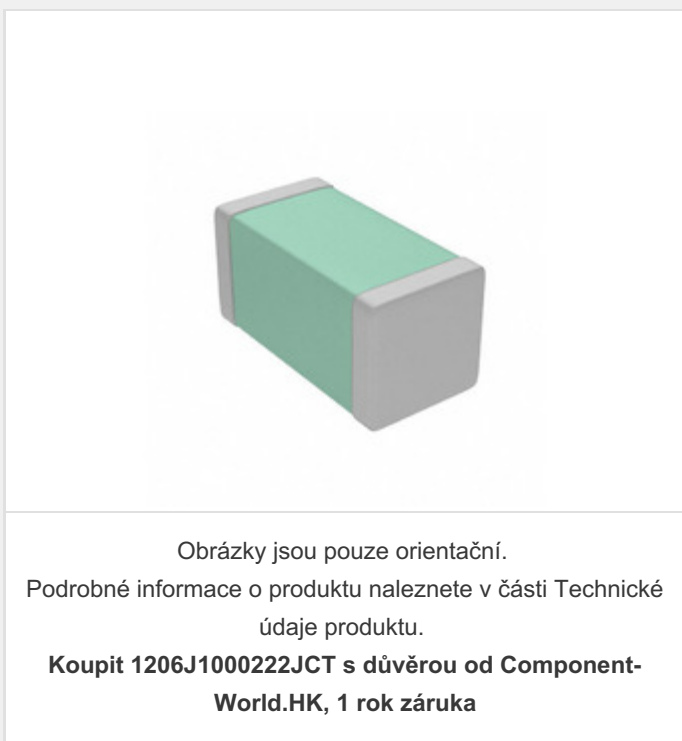 Obrázky jsou pouze orientační.
Podrobné informace o produktu naleznete v části Technické
údaje produktu.
Koupit 1206J1000222JCT s důvěrou od Component-
World.HK, 1 rok záruka